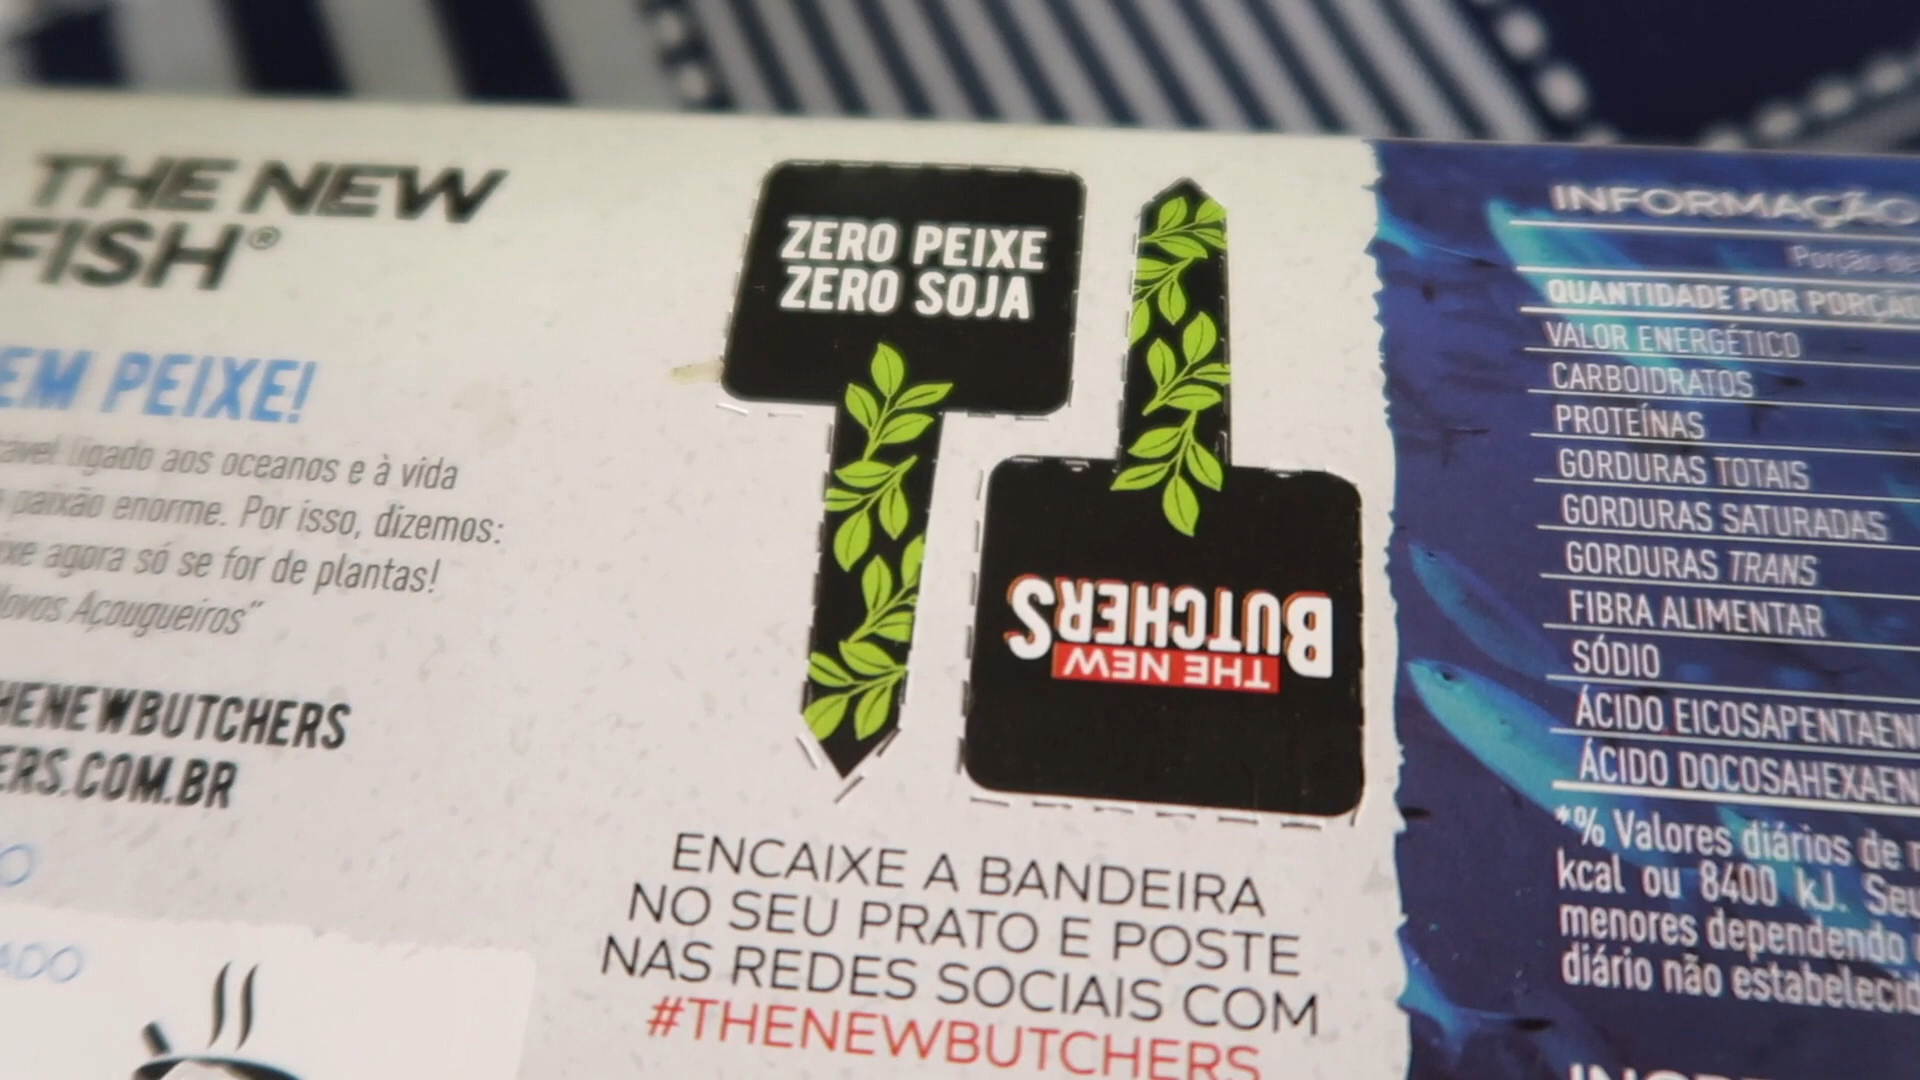 THE NEW
FISH®
EM PEIXE!
ligado aos oceanos e à vida
paixão enorme. Por isso, dizemos:
agora só se for de plantas!
Novos Açougueiros"
HENEWBUTCHERS
ERS.COM.BR
ADO
ZERO PEIXE
ZERO SOJA
THE NEW
BUTCHERS
ENCAIXE A BANDEIRA
NO SEU PRATO E POSTE
NAS REDES SOCIAIS COM
#THENEWBUTCHERS
INFORMAÇÃO
Porção de
QUANTIDADE POR PORÇÃO
VALOR ENERGÉTICO
CARBOIDRATOS
PROTEÍNAS
GORDURAS TOTAIS
GORDURAS SATURADAS
GORDURAS TRANS
FIBRA ALIMENTAR
SÓDIO
ÁCIDO EICOSAPENTAEN
ÁCIDO DOCOSAHEXAEN
*% Valores diários de
kcal ou 8400 kJ. Seu
menores dependendo
diário não estabelecid